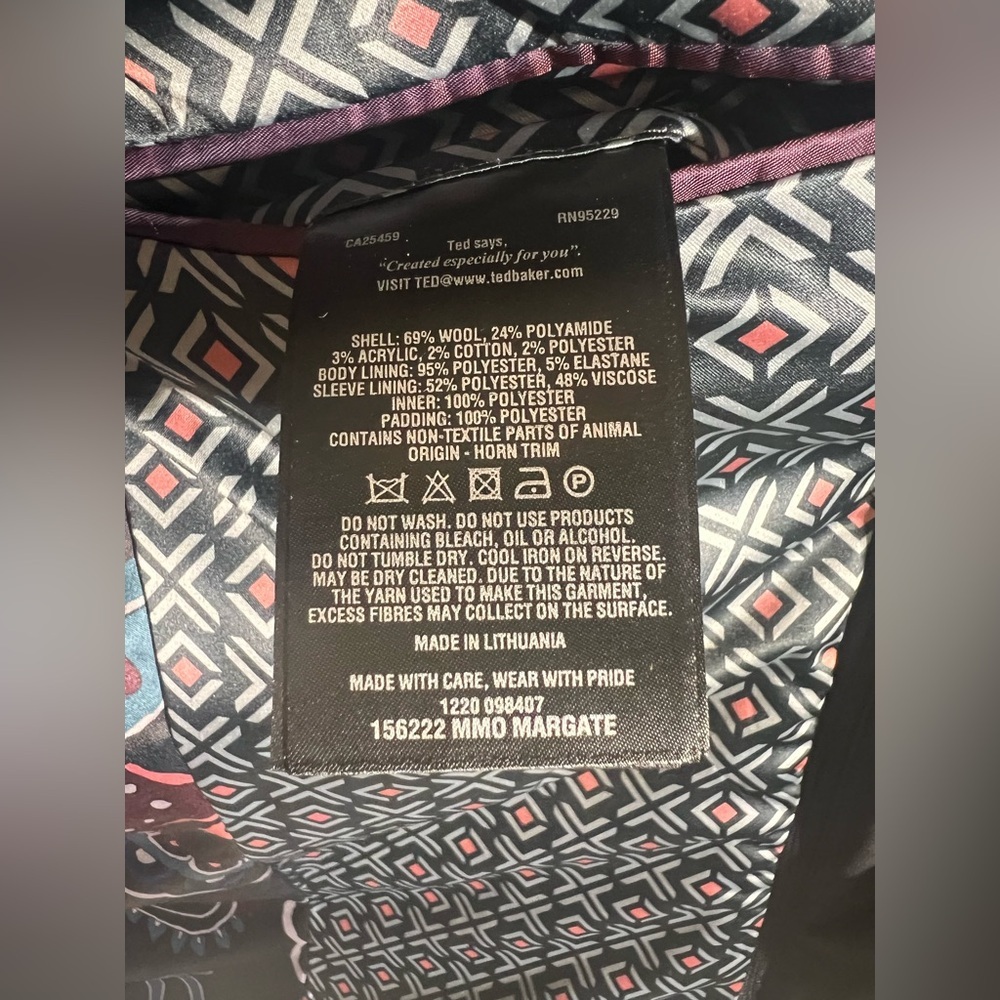 RN95229
CA25459
Ted says,
"Created especially for you".
VISIT TED@www.tedbaker.com
SHELL: 69% WOOL, 24% POLYAMIDE
3% ACRYLIC, 2% COTTON, 2% POLYESTER
BODY LINING: 95% POLYESTER, 5% ELASTANE
SLEEVE LINING: 52% POLYESTER, 48% VISCOSE
INNER: 100% POLYESTER
PADDING: 100% POLYESTER
CONTAINS NON-TEXTILE PARTS OF ANIMAL
ORIGIN - HORN TRIM
P
DO NOT WASH. DO NOT USE PRODUCTS
CONTAINING BLEACH, OIL OR ALCOHOL.
DO NOT TUMBLE DRY. COOL IRON ON REVERSE.
MAY BE DRY CLEANED. DUE TO THE NATURE OF
THE YARN USED TO MAKE THIS GARMENT,
EXCESS FIBRES MAY COLLECT ON THE SURFACE.
MADE IN LITHUANIA
MADE WITH CARE, WEAR WITH PRIDE
1220 098407
156222 MMO MARGATE